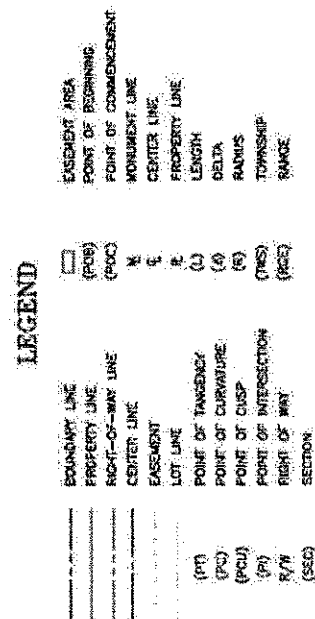 LEGEND
BOUNDARY LINE
PROPERTY LINE
RIGHT-OF-WAY LINE
CENTER LINE
EASEMENT
LOT LINE
(PT) POINT OF TANGENCY
(PC) POINT OF CURVATURE
(PCU) POINT OF CUSP
(PI) POINT OF INTERSECTION
R/W RIGHT OF WAY
(SEC) SECTION
EASEMENT AREA
(POB) POINT OF BEGINNING
(POC) POINT OF COMMENCEMENT
MONUMENT LINE
CENTER LINE
PROPERTY LINE
(L) LENGTH
(Δ) DELTA
(R) RADIUS
(TWS) TOWNSHIP
(RGE) RANGE